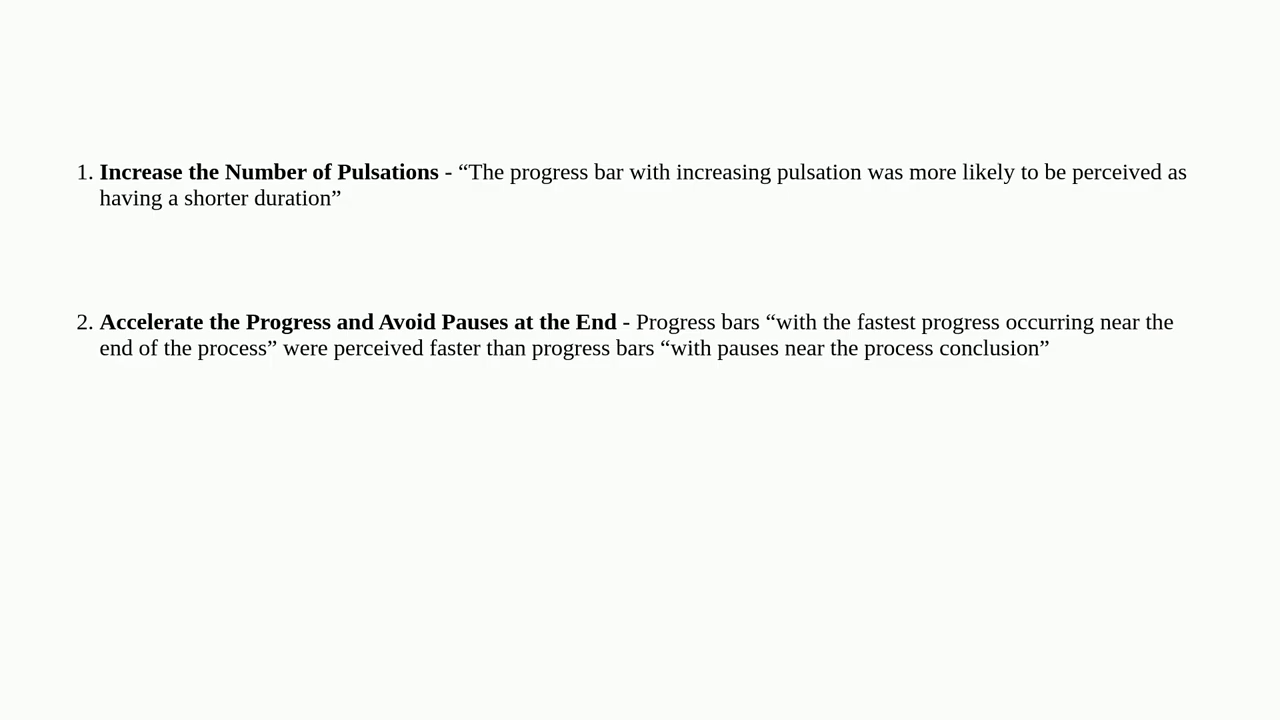 1. Increase the Number of Pulsations - “The progress bar with increasing pulsation was more likely to be perceived as
having a shorter duration”
2. Accelerate the Progress and Avoid Pauses at the End - Progress bars “with the fastest progress occurring near the
end of the process” were perceived faster than progress bars “with pauses near the process conclusion”